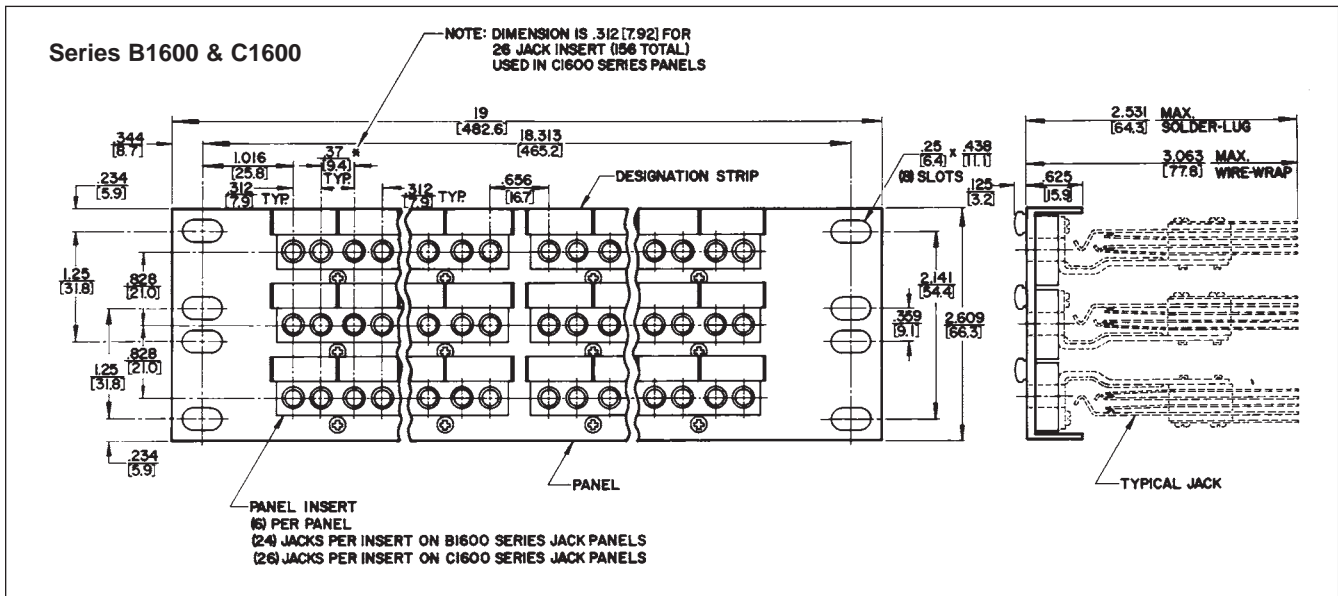 Series B1600 & C1600
NOTE: DIMENSION IS .312 [7.92] FOR
26 JACK INSERT (156 TOTAL)
USED IN C1600 SERIES PANELS
19
[482.6]
18.313
[465.2]
.344
[8.7]
1.016
[25.8]
.37 *
[9.4]
TYP.
.312
[7.9] TYP.
.312
[7.9] TYP.
.656
[16.7]
DESIGNATION STRIP
.25 x .438
[6.4] [11.1]
(8) SLOTS
.234
[5.9]
1.25
[31.8]
.828
[21.0]
.828
[21.0]
1.25
[31.8]
.234
[5.9]
2.141
[54.4]
.359
[9.1]
2.609
[66.3]
2.531 MAX.
[64.3] SOLDER-LUG
3.063 MAX.
[77.8] WIRE-WRAP
.125
[3.2]
.625
[15.9]
PANEL
TYPICAL JACK
PANEL INSERT
(6) PER PANEL
(24) JACKS PER INSERT ON B1600 SERIES JACK PANELS
(26) JACKS PER INSERT ON C1600 SERIES JACK PANELS